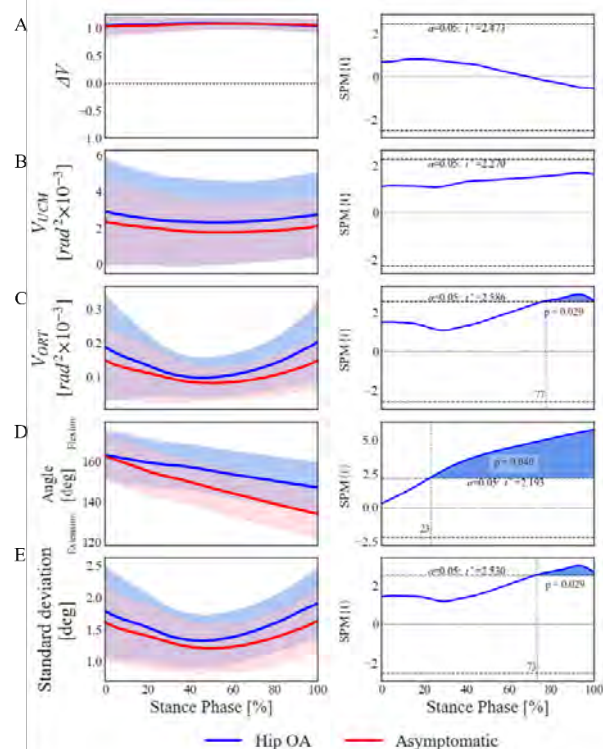 A
ΔV
1.0
0.5
0.0
−0.5
1.0
SPM{t}
2
0
−2
α=0.05: t*=2.473
B
V_UCM
[rad²×10⁻³]
6
4
2
0
SPM{t}
2
0
−2
α=0.05: t*=2.270
C
V_ORT
[rad²×10⁻³]
0.3
0.2
0.1
SPM{t}
2
0
−2
α=0.05: t*=2.586
p = 0.029
77
D
Angle
[deg]
Flexion
Extension
160
140
120
SPM{t}
5.0
2.5
0.0
−2.5
p = 0.040
α=0.05: t*=2.193
23
E
Standard deviation
[deg]
2.5
2.0
1.5
1.0
SPM{t}
2
0
−2
α=0.05: t*=2.530
p = 0.029
73
0 20 40 60 80 100
0 20 40 60 80 100
Stance Phase [%]
Stance Phase [%]
Hip OA
Asymptomatic